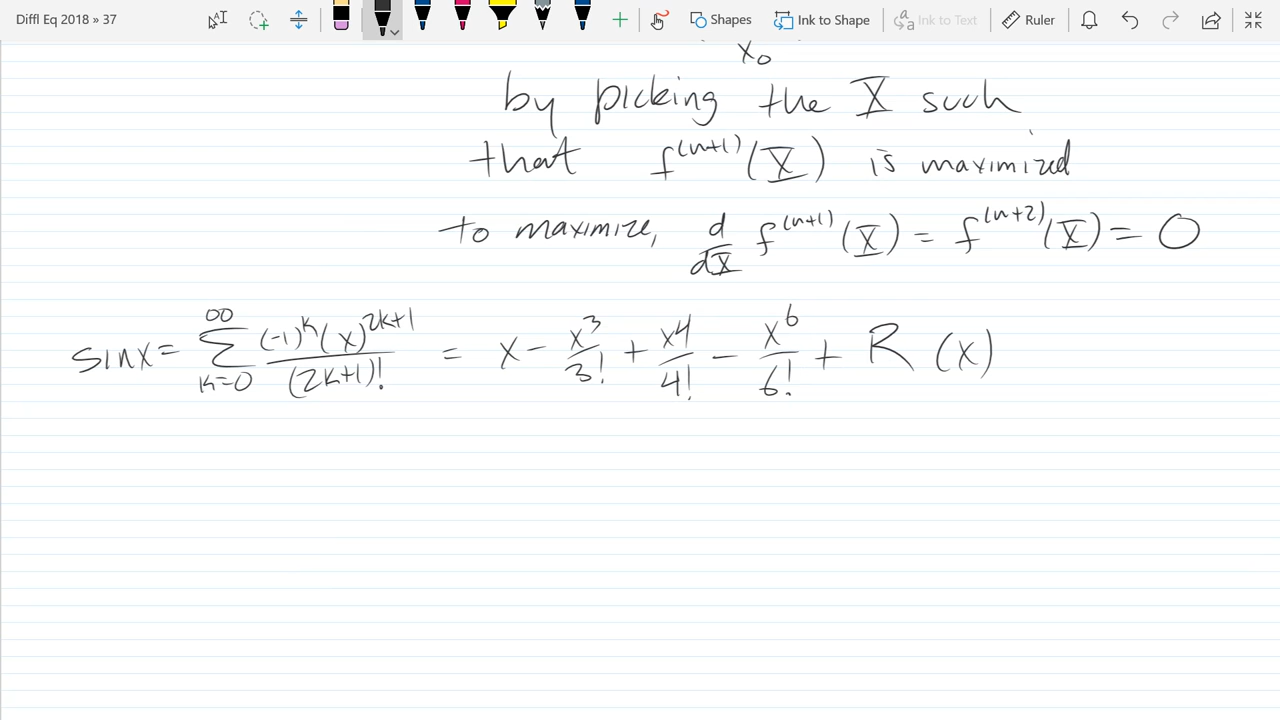 Diffl Eq 2018 » 37
Shapes
Ink to Shape
Ink to Text
Ruler
x₀
by picking the X such
that f⁽ⁿ⁺¹⁾(X) is maximized
to maximize, d/dX f⁽ⁿ⁺¹⁾(X) = f⁽ⁿ⁺²⁾(X) = 0
sinx = ∑_{k=0}^{∞} (-1)^k (x)^{2k+1} / (2k+1)! = x - x³/3! + x⁴/4! - x⁶/6! + R (x)